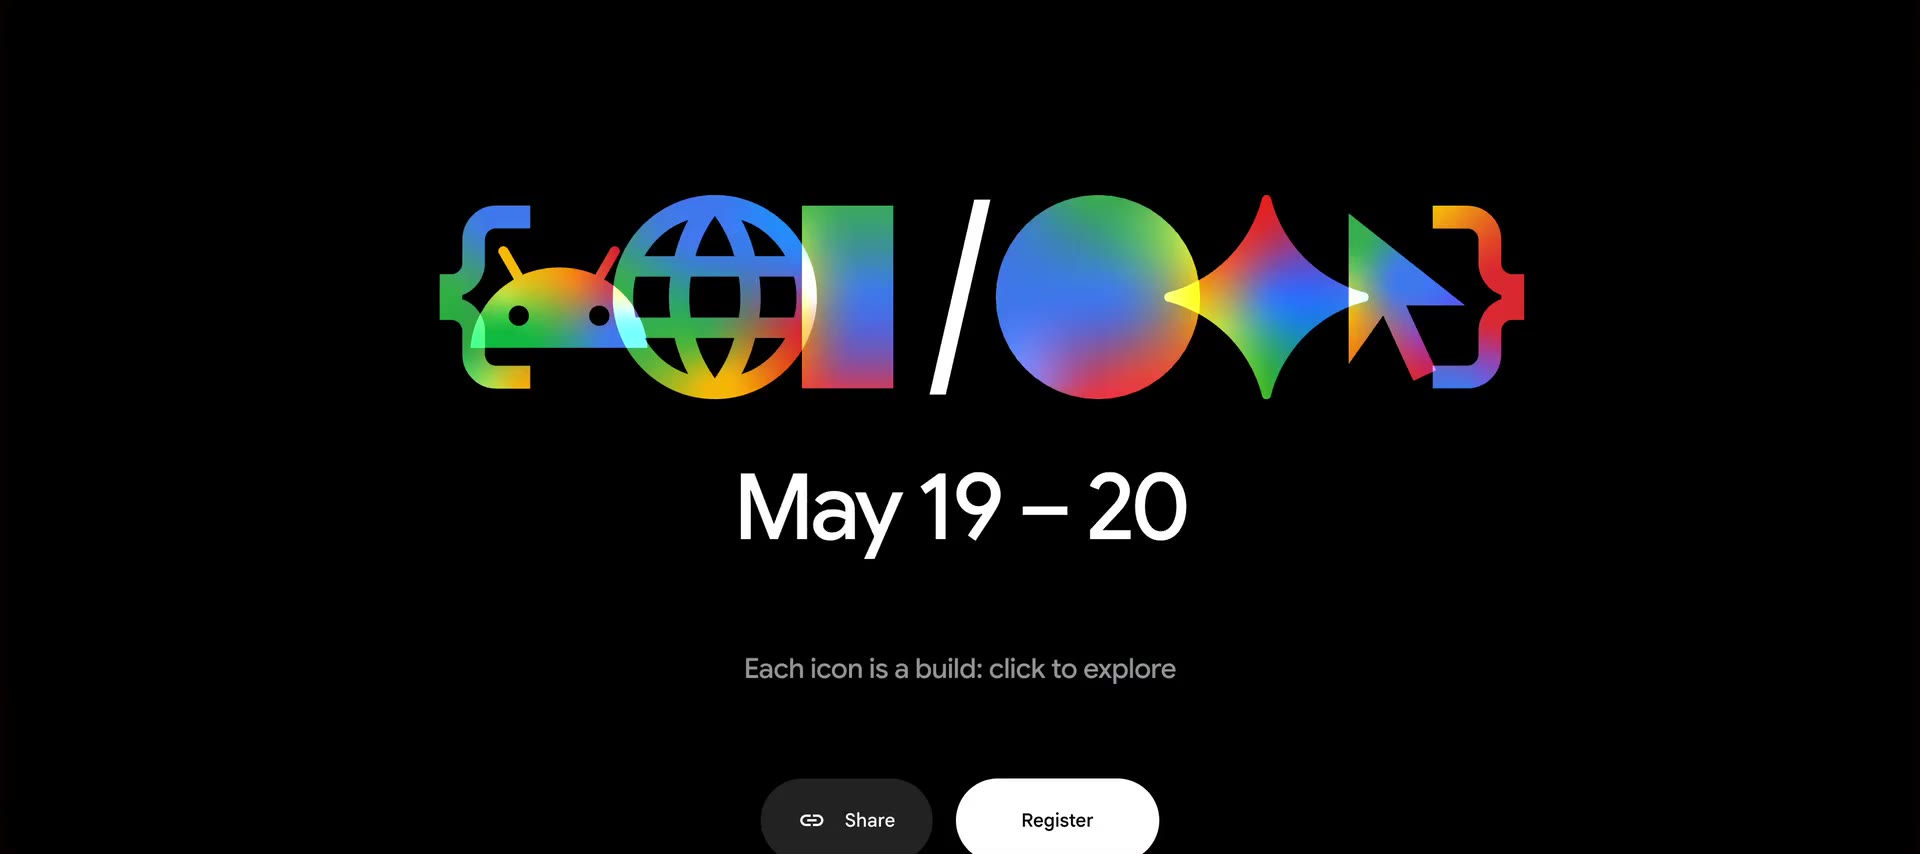 { I/O }
May 19 – 20
Each icon is a build: click to explore
Share
Register